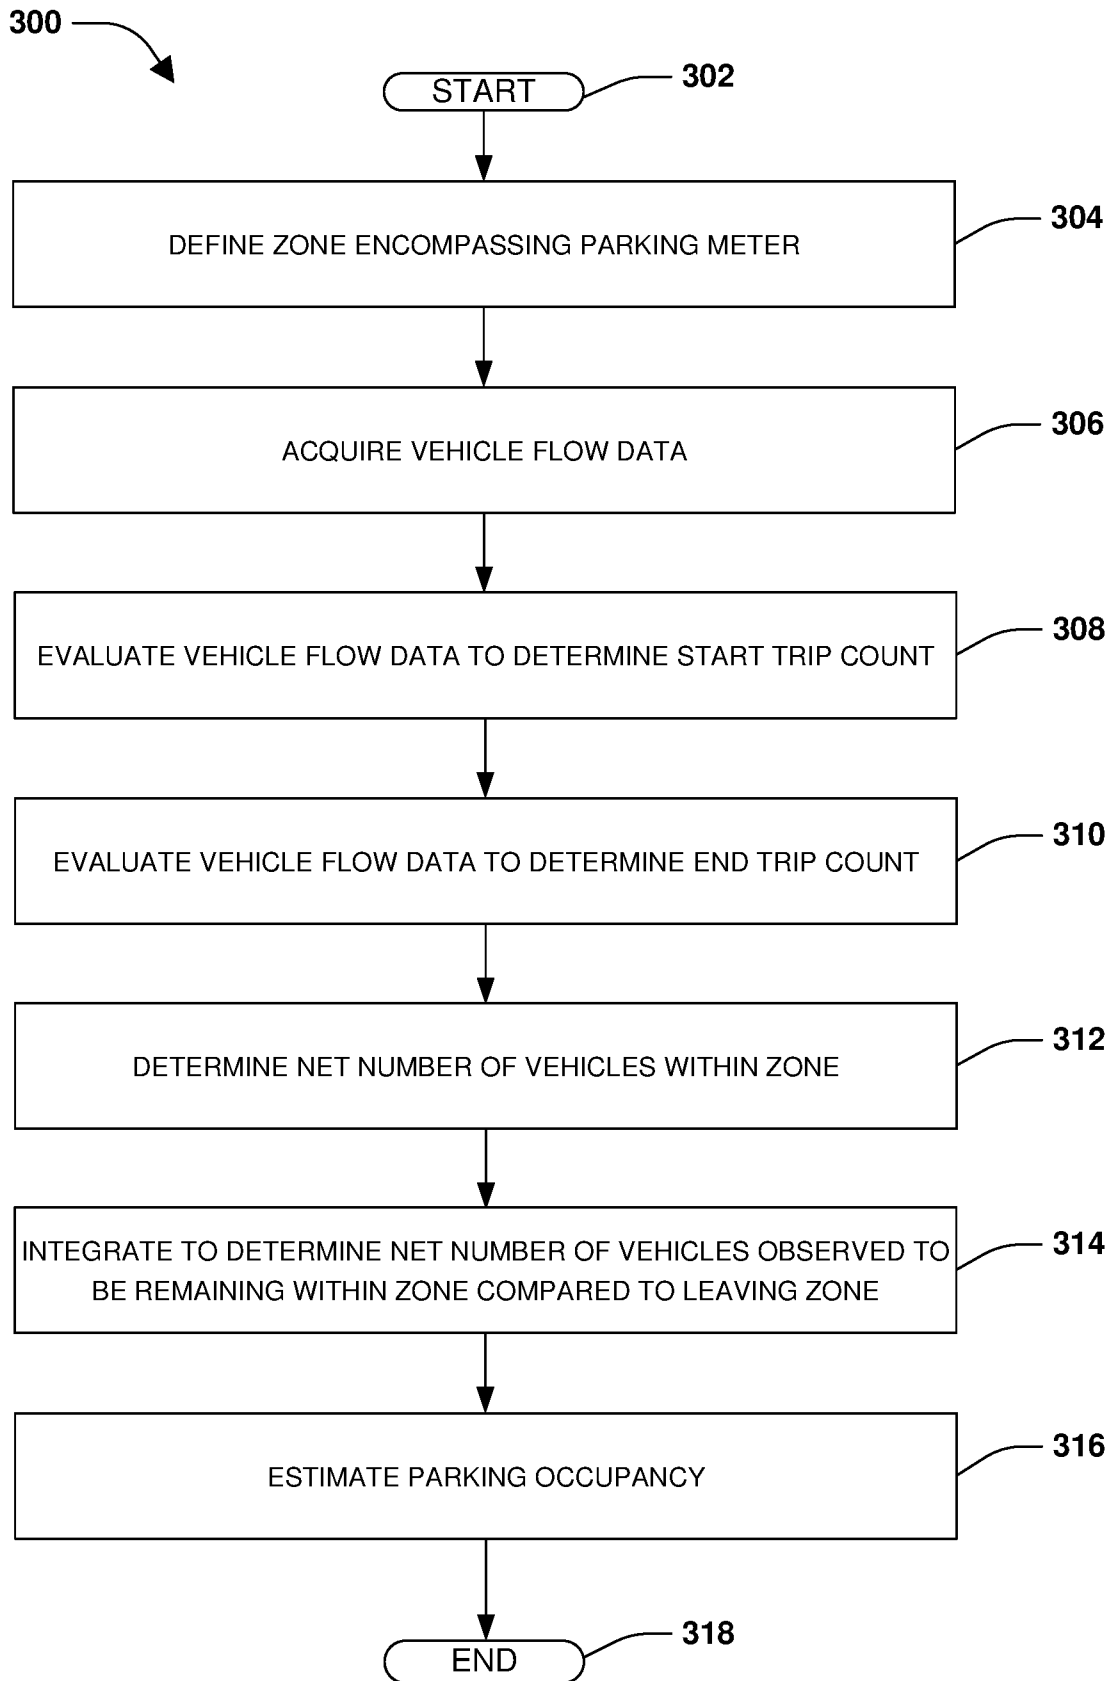 300
START
302
DEFINE ZONE ENCOMPASSING PARKING METER
304
ACQUIRE VEHICLE FLOW DATA
306
EVALUATE VEHICLE FLOW DATA TO DETERMINE START TRIP COUNT
308
EVALUATE VEHICLE FLOW DATA TO DETERMINE END TRIP COUNT
310
DETERMINE NET NUMBER OF VEHICLES WITHIN ZONE
312
INTEGRATE TO DETERMINE NET NUMBER OF VEHICLES OBSERVED TO
BE REMAINING WITHIN ZONE COMPARED TO LEAVING ZONE
314
ESTIMATE PARKING OCCUPANCY
316
END
318